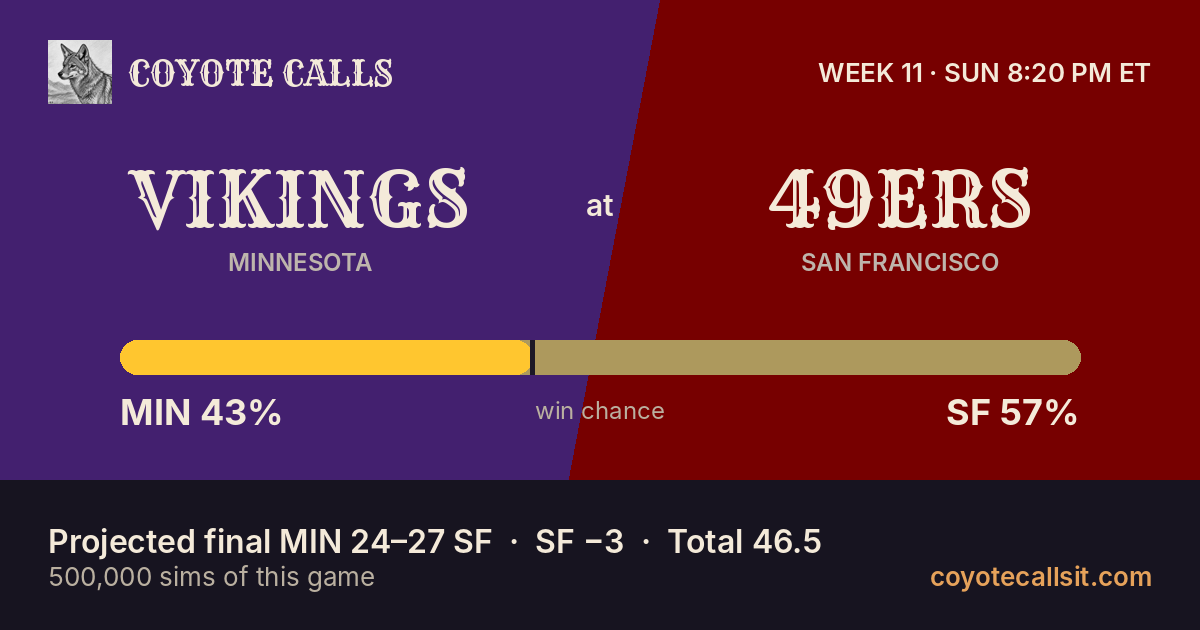 COYOTE CALLS
WEEK 11 · SUN 8:20 PM ET
VIKINGS at 49ERS
MINNESOTA SAN FRANCISCO
MIN 43% win chance SF 57%
Projected final MIN 24–27 SF · SF −3 · Total 46.5
500,000 sims of this game
coyotecallsit.com